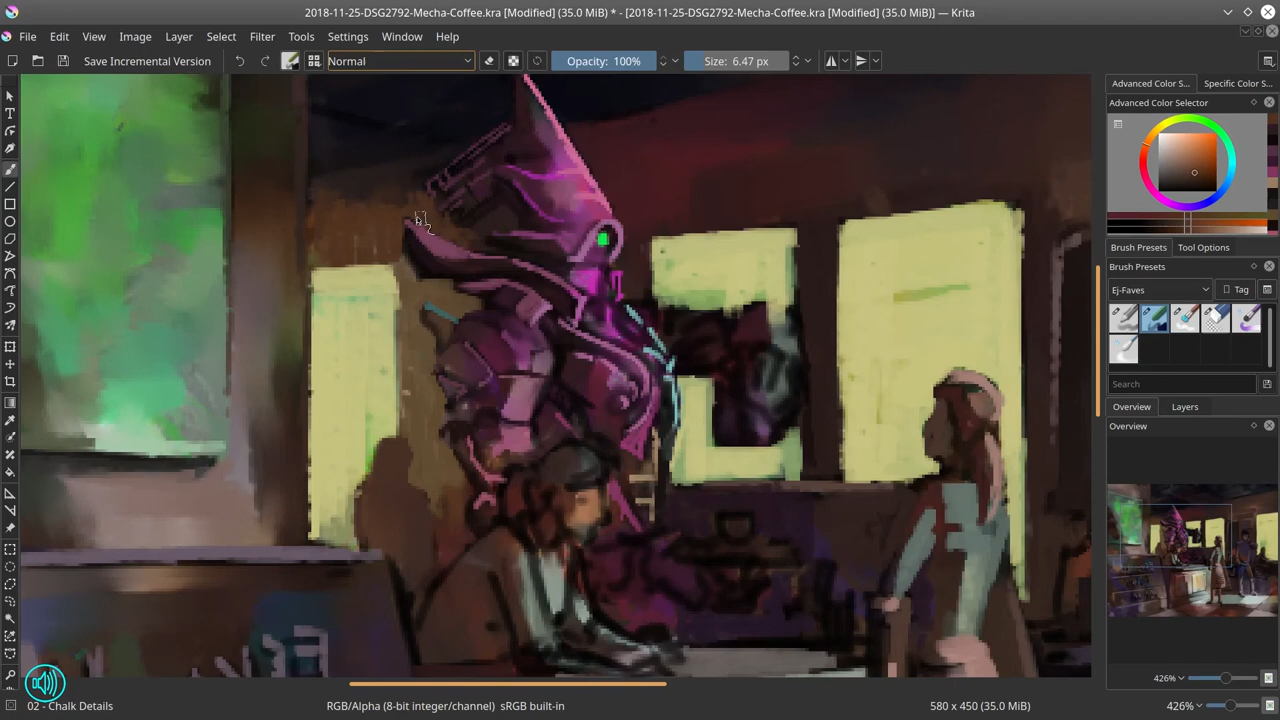 2018-11-25-DSG2792-Mecha-Coffee.kra [Modified] (35.0 MiB) * - [2018-11-25-DSG2792-Mecha-Coffee.kra [Modified] (35.0 MiB)] — Krita
File Edit View Image Layer Select Filter Tools Settings Window Help
Save Incremental Version Normal Opacity: 100% Size: 6.47 px
Advanced Color S... Specific Color S...
Advanced Color Selector
Brush Presets Tool Options
Brush Presets
Ej-Faves Tag
Search
Overview Layers
Overview
426%
02 - Chalk Details RGB/Alpha (8-bit integer/channel) sRGB built-in 580 x 450 (35.0 MiB) 426%